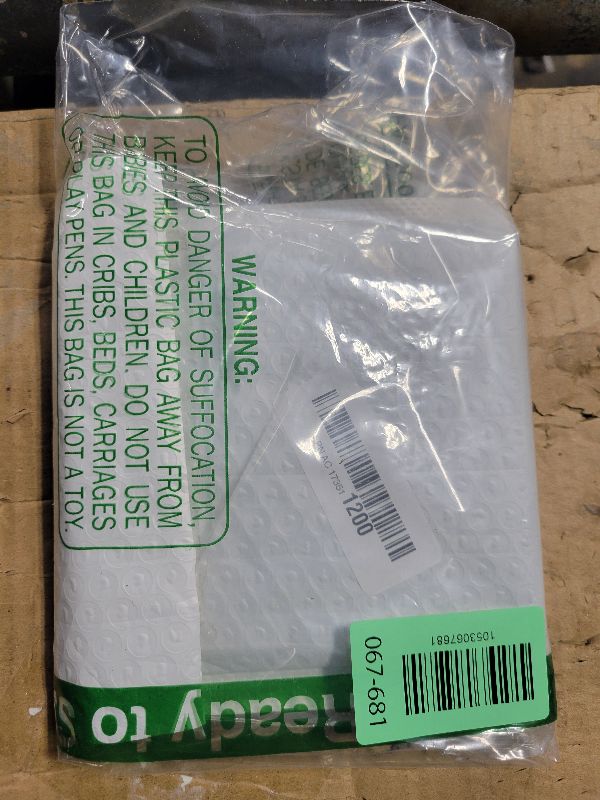 WARNING:
TO AVOID DANGER OF SUFFOCATION,
KEEP THIS PLASTIC BAG AWAY FROM
BABIES AND CHILDREN. DO NOT USE
THIS BAG IN CRIBS, BEDS, CARRIAGES
OR PLAY PENS. THIS BAG IS NOT A TOY.
1200
067-681
1053067681
Ready to